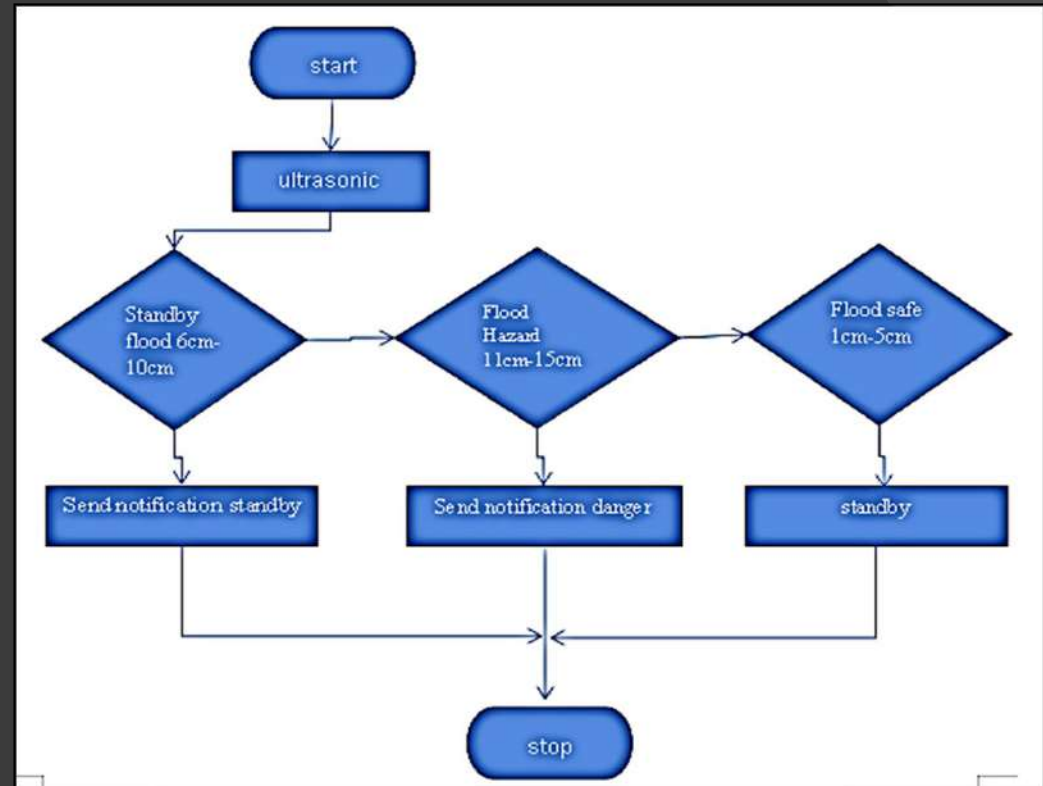 start
ultrasonic
Standby
flood 6cm-
10cm
Flood
Hazard
11cm-15cm
Flood safe
1cm-5cm
Send notification standby
Send notification danger
standby
stop